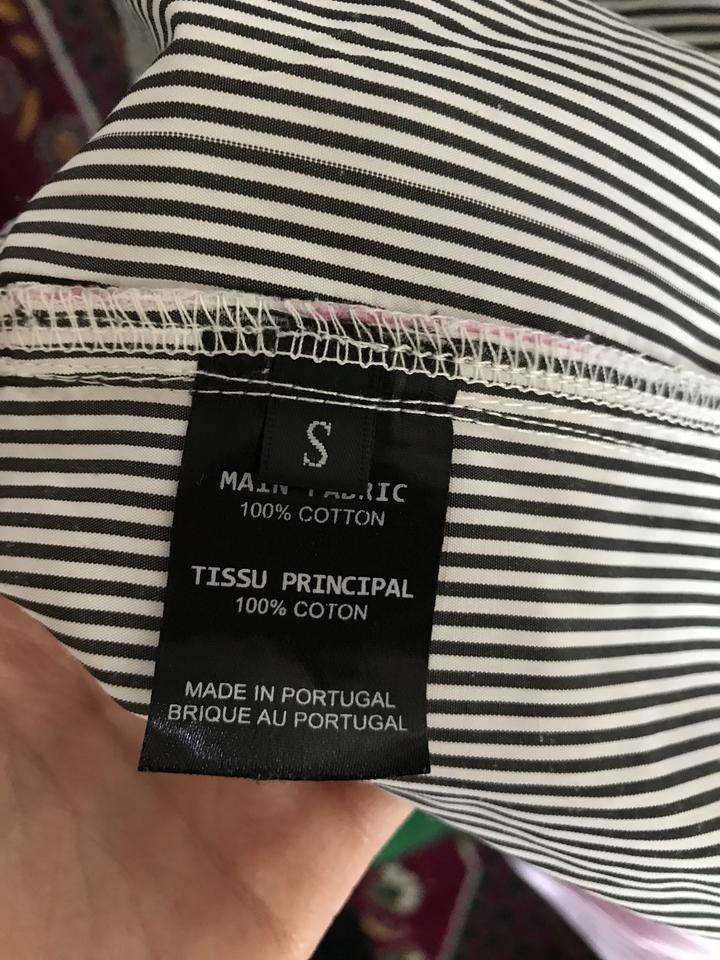 S
MAIN FABRIC
100% COTTON
TISSU PRINCIPAL
100% COTON
MADE IN PORTUGAL
BRIQUE AU PORTUGAL